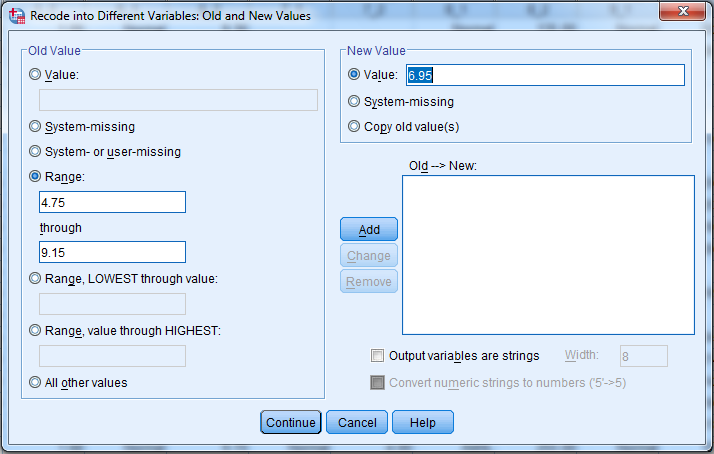 Recode into Different Variables: Old and New Values
Old Value
Value:
System-missing
System- or user-missing
Range:
4.75
through
9.15
Range, LOWEST through value:
Range, value through HIGHEST:
All other values
New Value
Value: 6.95
System-missing
Copy old value(s)
Old --> New:
Add
Change
Remove
Output variables are strings
Width: 8
Convert numeric strings to numbers ('5'->5)
Continue
Cancel
Help